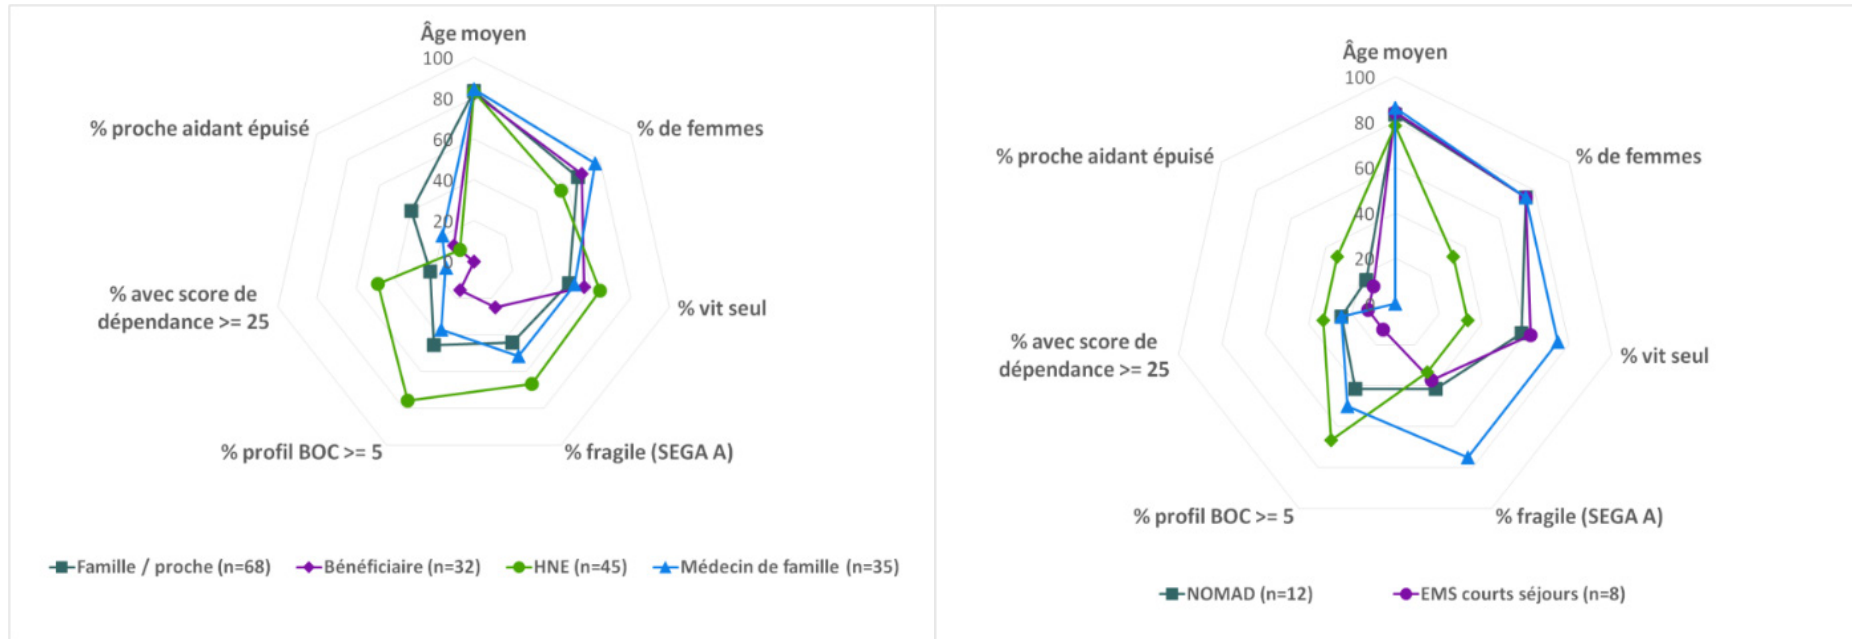 Âge moyen
100
80
60
40
20
0
% de femmes
% vit seul
% fragile (SEGA A)
% profil BOC >= 5
% avec score de
dépendance >= 25
% proche aidant épuisé
Famille / proche (n=68)
Bénéficiaire (n=32)
HNE (n=45)
Médecin de famille (n=35)
Âge moyen
100
80
60
40
20
0
% de femmes
% vit seul
% fragile (SEGA A)
% profil BOC >= 5
% avec score de
dépendance >= 25
% proche aidant épuisé
NOMAD (n=12)
EMS courts séjours (n=8)